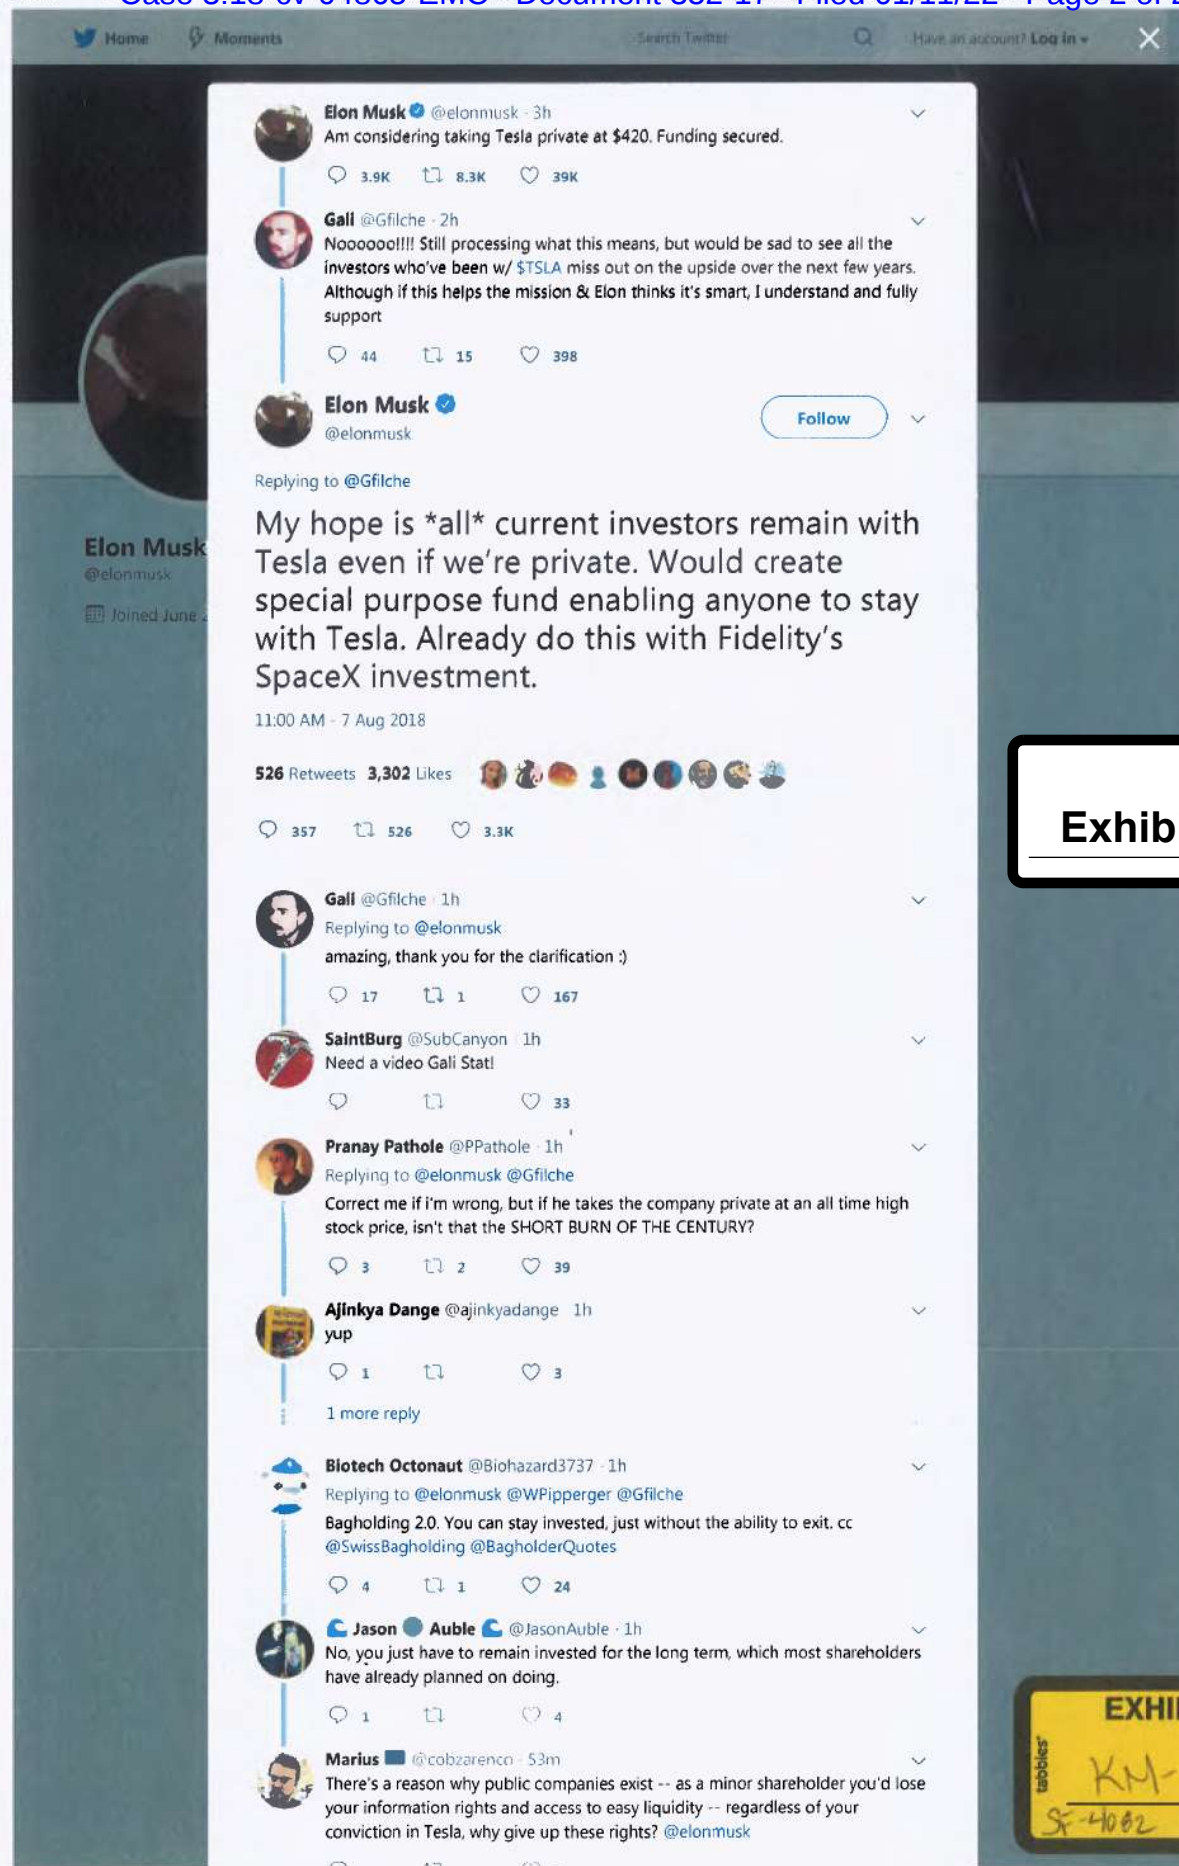 Home Moments Search Twitter Have an account? Log in
Elon Musk @elonmusk · 3h
Am considering taking Tesla private at $420. Funding secured.
3.9K 8.3K 39K
Gali @Gfilche · 2h
Noooooo!!!! Still processing what this means, but would be sad to see all the
investors who've been w/ $TSLA miss out on the upside over the next few years.
Although if this helps the mission & Elon thinks it's smart, I understand and fully
support
44 15 398
Elon Musk
@elonmusk
Follow
Replying to @Gfilche
My hope is *all* current investors remain with
Tesla even if we're private. Would create
special purpose fund enabling anyone to stay
with Tesla. Already do this with Fidelity's
SpaceX investment.
11:00 AM - 7 Aug 2018
526 Retweets 3,302 Likes
357 526 3.3K
Elon Musk
@elonmusk
Joined June
Exhib
Gali @Gfilche · 1h
Replying to @elonmusk
amazing, thank you for the clarification :)
17 1 167
SaintBurg @SubCanyon 1h
Need a video Gali Stat!
33
Pranay Pathole @PPathole · 1h
Replying to @elonmusk @Gfilche
Correct me if i'm wrong, but if he takes the company private at an all time high
stock price, isn't that the SHORT BURN OF THE CENTURY?
3 2 39
Ajinkya Dange @ajinkyadange 1h
yup
1 3
1 more reply
Biotech Octonaut @Biohazard3737 · 1h
Replying to @elonmusk @WPipperger @Gfilche
Bagholding 2.0. You can stay invested, just without the ability to exit. cc
@SwissBagholding @BagholderQuotes
4 1 24
Jason Auble @JasonAuble · 1h
No, you just have to remain invested for the long term, which most shareholders
have already planned on doing.
1 4
Marius @cobzarenco · 53m
There's a reason why public companies exist -- as a minor shareholder you'd lose
your information rights and access to easy liquidity -- regardless of your
conviction in Tesla, why give up these rights? @elonmusk
EXHI
tabbies'
KM-
SF-4082